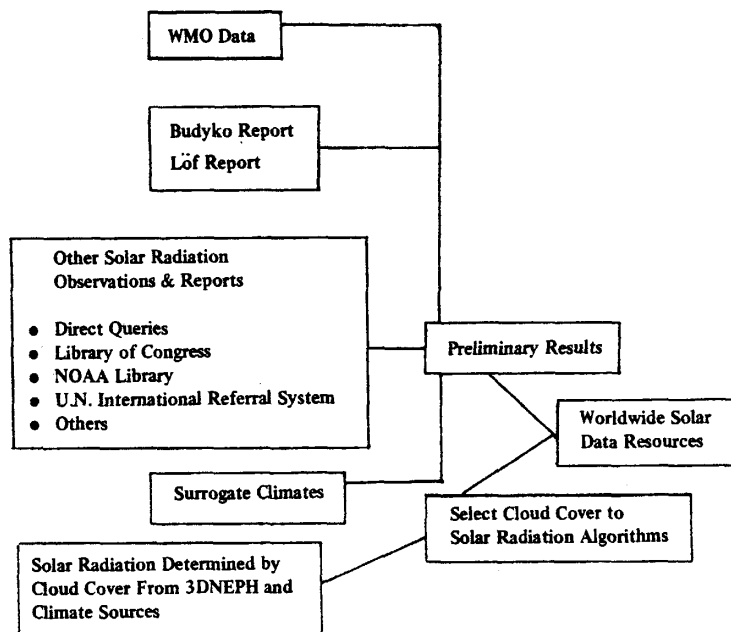 WMO Data
Budyko Report
Löf Report
Other Solar Radiation
Observations & Reports
● Direct Queries
● Library of Congress
● NOAA Library
● U.N. International Referral System
● Others
Preliminary Results
Worldwide Solar
Data Resources
Surrogate Climates
Select Cloud Cover to
Solar Radiation Algorithms
Solar Radiation Determined by
Cloud Cover From 3DNEPH and
Climate Sources